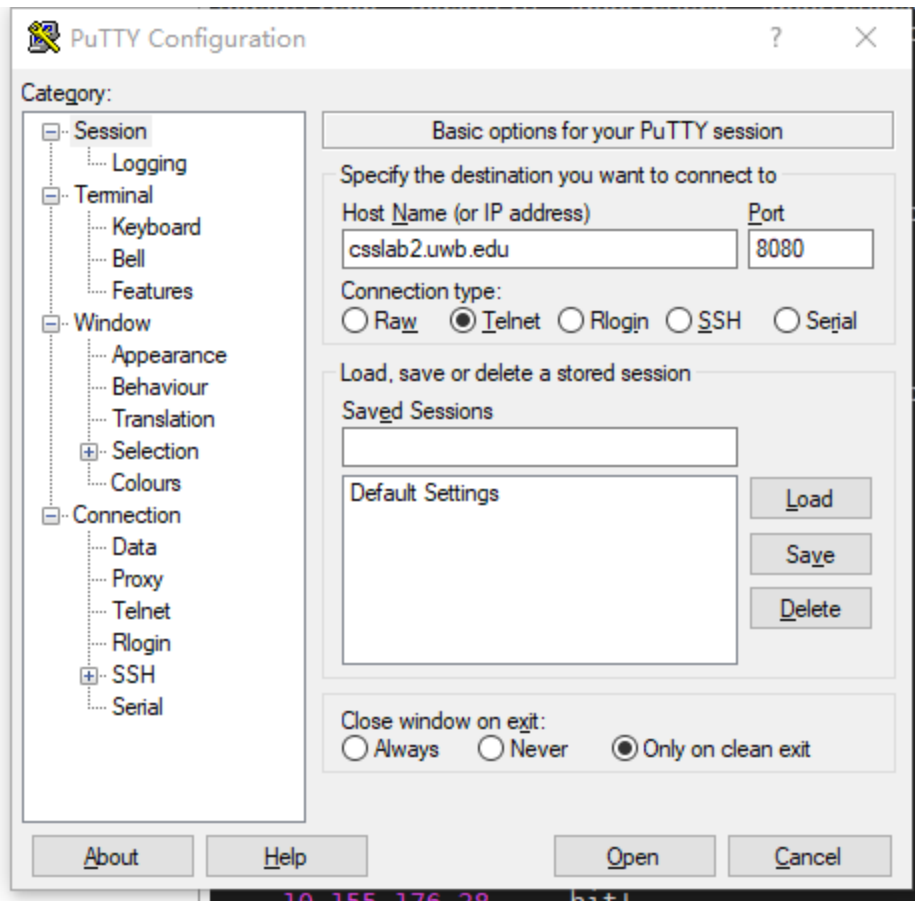 PuTTY Configuration
?
Category:
Session
Logging
Terminal
Keyboard
Bell
Features
Window
Appearance
Behaviour
Translation
Selection
Colours
Connection
Data
Proxy
Telnet
Rlogin
SSH
Serial
Basic options for your PuTTY session
Specify the destination you want to connect to
Host Name (or IP address) Port
csslab2.uwb.edu 8080
Connection type:
Raw Telnet Rlogin SSH Serial
Load, save or delete a stored session
Saved Sessions
Default Settings
Load
Save
Delete
Close window on exit:
Always Never Only on clean exit
About Help Open Cancel